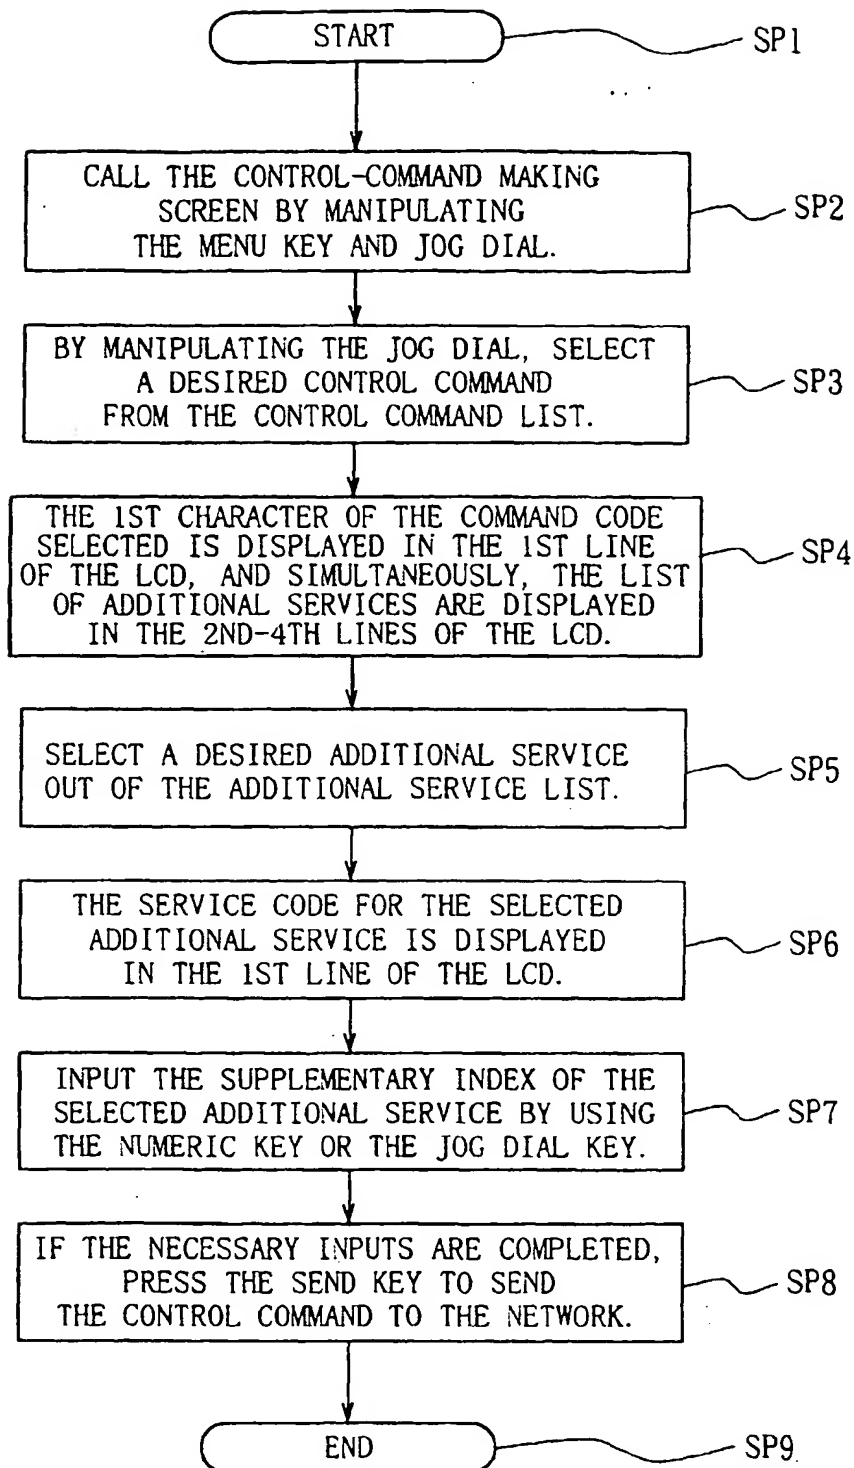 START
SP1
CALL THE CONTROL-COMMAND MAKING
SCREEN BY MANIPULATING
THE MENU KEY AND JOG DIAL.
SP2
BY MANIPULATING THE JOG DIAL, SELECT
A DESIRED CONTROL COMMAND
FROM THE CONTROL COMMAND LIST.
SP3
THE 1ST CHARACTER OF THE COMMAND CODE
SELECTED IS DISPLAYED IN THE 1ST LINE
OF THE LCD, AND SIMULTANEOUSLY, THE LIST
OF ADDITIONAL SERVICES ARE DISPLAYED
IN THE 2ND-4TH LINES OF THE LCD.
SP4
SELECT A DESIRED ADDITIONAL SERVICE
OUT OF THE ADDITIONAL SERVICE LIST.
SP5
THE SERVICE CODE FOR THE SELECTED
ADDITIONAL SERVICE IS DISPLAYED
IN THE 1ST LINE OF THE LCD.
SP6
INPUT THE SUPPLEMENTARY INDEX OF THE
SELECTED ADDITIONAL SERVICE BY USING
THE NUMERIC KEY OR THE JOG DIAL KEY.
SP7
IF THE NECESSARY INPUTS ARE COMPLETED,
PRESS THE SEND KEY TO SEND
THE CONTROL COMMAND TO THE NETWORK.
SP8
END
SP9